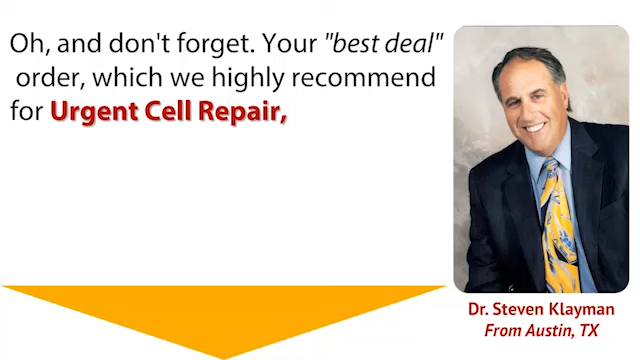 Oh, and don't forget. Your "best deal"
order, which we highly recommend
for Urgent Cell Repair,
Dr. Steven Klayman
From Austin, TX